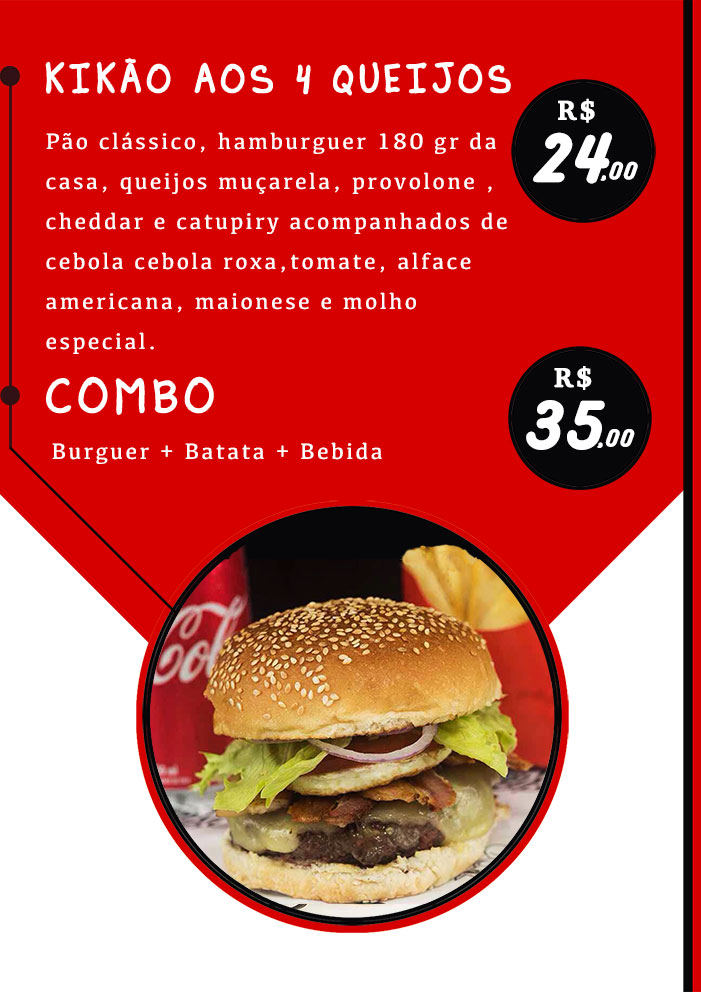 KIKÃO AOS 4 QUEIJOS
R$
24,00
Pão clássico, hamburguer 180 gr da
casa, queijos muçarela, provolone ,
cheddar e catupiry acompanhados de
cebola cebola roxa,tomate, alface
americana, maionese e molho
especial.
COMBO
R$
35,00
Burguer + Batata + Bebida